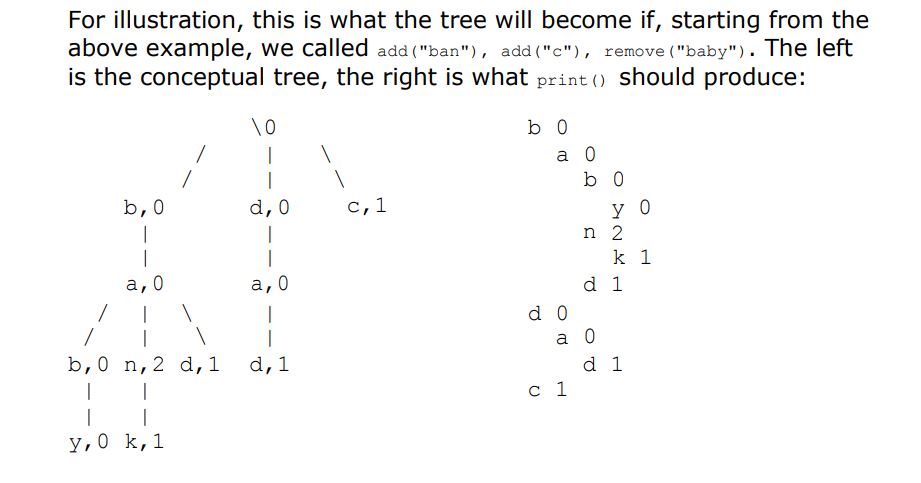 For illustration, this is what the tree will become if, starting from the
above example, we called add("ban"), add("c"), remove("baby"). The left
is the conceptual tree, the right is what print() should produce:
\0
/ | \
/ | \
b,0 d,0 c,1
| |
| |
a,0 a,0
/ | \ |
/ | \ |
b,0 n,2 d,1 d,1
| |
| |
y,0 k,1
b 0
a 0
b 0
y 0
n 2
k 1
d 1
d 0
a 0
d 1
c 1